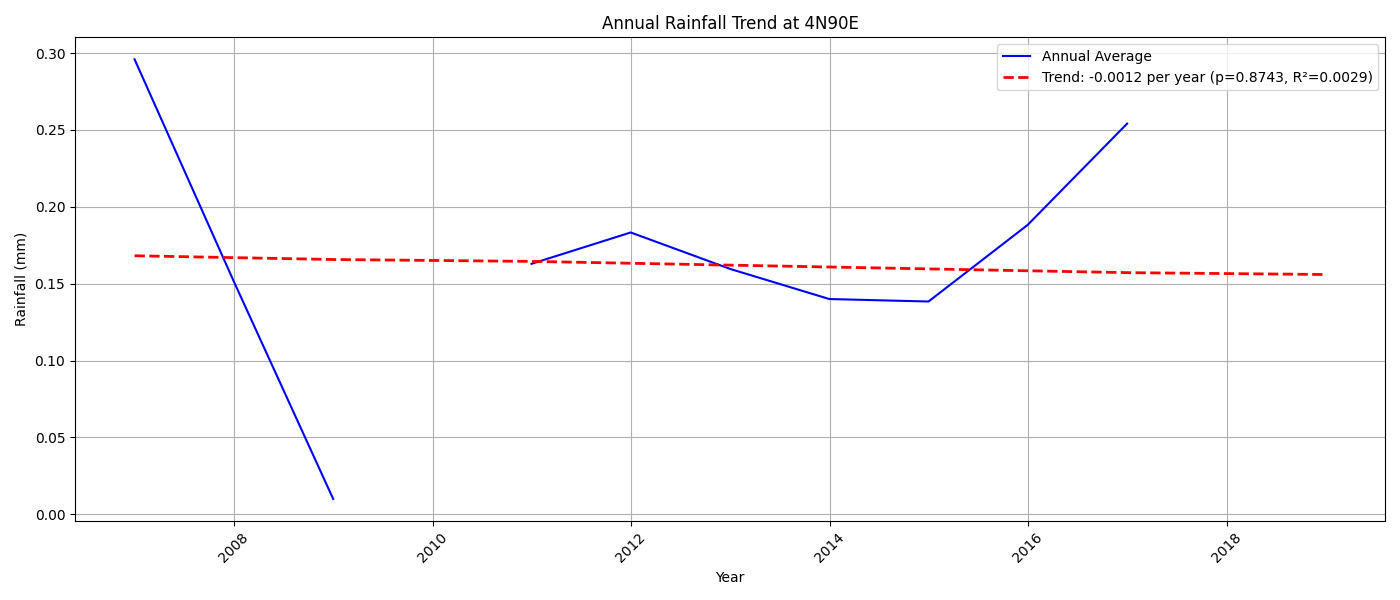 Annual Rainfall Trend at 4N90E
Annual Average
Trend: -0.0012 per year (p=0.8743, R²=0.0029)
0.30
0.25
0.20
0.15
0.10
0.05
0.00
Rainfall (mm)
2008
2010
2012
2014
2016
2018
Year